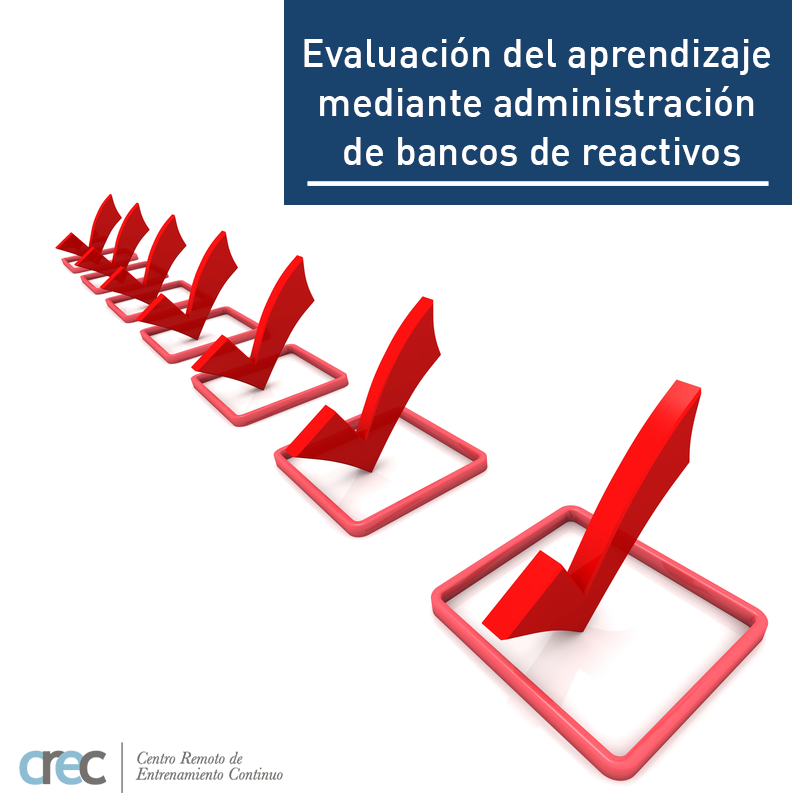 Evaluación del aprendizaje
mediante administración
de bancos de reactivos
crec
Centro Remoto de
Entrenamiento Continuo